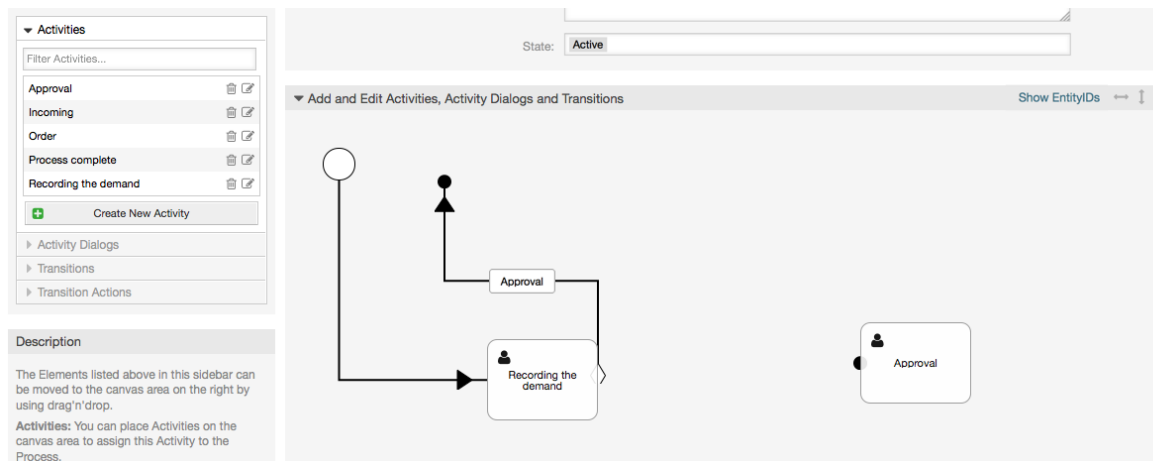 Activities
Filter Activities...
Approval
Incoming
Order
Process complete
Recording the demand
Create New Activity
Activity Dialogs
Transitions
Transition Actions
Description
The Elements listed above in this sidebar can
be moved to the canvas area on the right by
using drag'n'drop.
Activities: You can place Activities on the
canvas area to assign this Activity to the
Process.
State: Active
Add and Edit Activities, Activity Dialogs and Transitions
Show EntityIDs
Approval
Recording the
demand
Approval